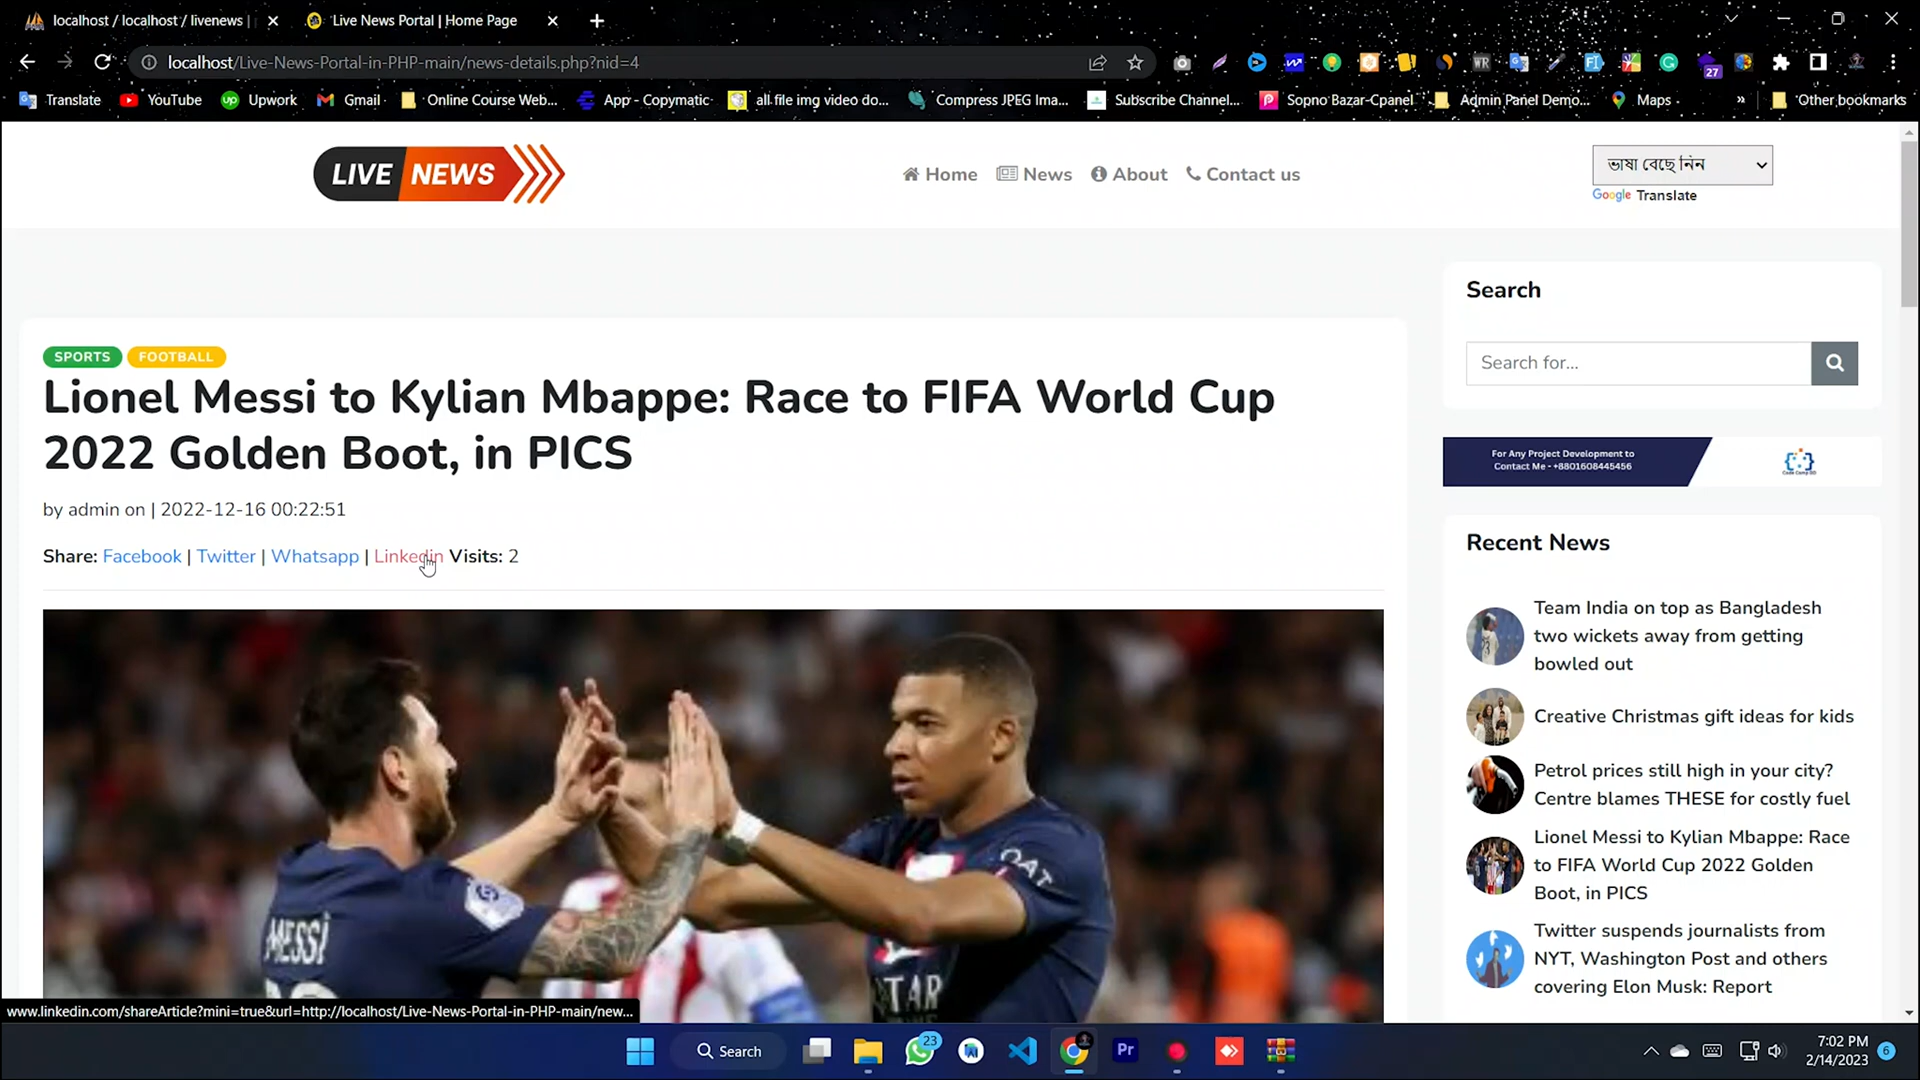 localhost / localhost / livenews |
Live News Portal | Home Page
localhost/Live-News-Portal-in-PHP-main/news-details.php?nid=4
WR
27
Translate
YouTube
Upwork
Gmail
Online Course Web...
App - Copymatic
all file img video do...
Compress JPEG Ima...
Subscribe Channel...
Sopno Bazar-Cpanel
Admin Panel Demo...
Maps
»
Other bookmarks
LIVE NEWS
Home
News
About
Contact us
ভাষা বেছে নিন
Google Translate
Search
Search for...
SPORTS FOOTBALL
Lionel Messi to Kylian Mbappe: Race to FIFA World Cup
2022 Golden Boot, in PICS
by admin on | 2022-12-16 00:22:51
Share: Facebook | Twitter | Whatsapp | Linkedin Visits: 2
For Any Project Development to
Contact Me - +8801608445456
Recent News
Team India on top as Bangladesh
two wickets away from getting
bowled out
Creative Christmas gift ideas for kids
Petrol prices still high in your city?
Centre blames THESE for costly fuel
Lionel Messi to Kylian Mbappe: Race
to FIFA World Cup 2022 Golden
Boot, in PICS
Twitter suspends journalists from
NYT, Washington Post and others
covering Elon Musk: Report
MESSI
QAT
TAR
www.linkedin.com/shareArticle?mini=true&url=http://localhost/Live-News-Portal-in-PHP-main/new...
Search
23
Pr
7:02 PM
2/14/2023
6